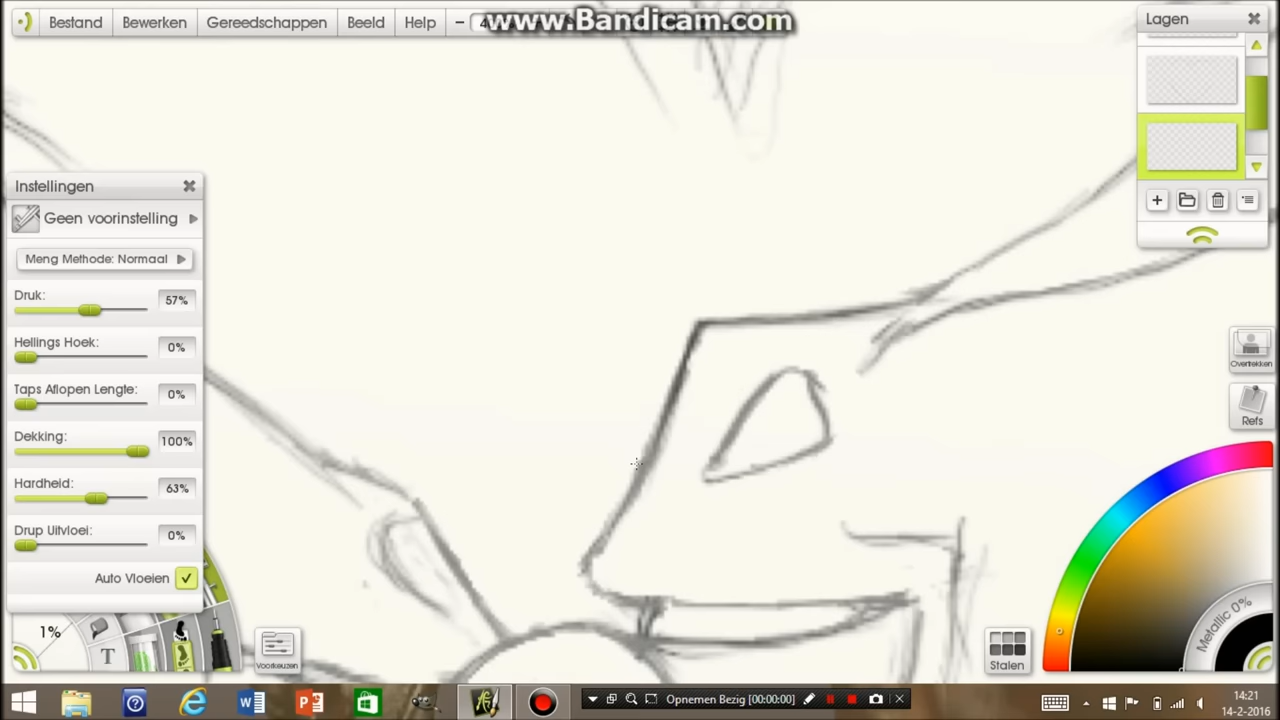 Bestand Bewerken Gereedschappen Beeld Help
www.Bandicam.com
Lagen
Instellingen
Geen voorinstelling
Meng Methode: Normaal
Druk:
57%
Hellings Hoek:
0%
Taps Aflopen Lengte:
0%
Dekking:
100%
Hardheid:
63%
Drup Uitvloei:
0%
Auto Vloeien
1%
T
Voorkeuzen
Overtrekken
Refs
Metallic 0%
Stalen
Opnemen Bezig [00:00:00]
14:21
14-2-2016